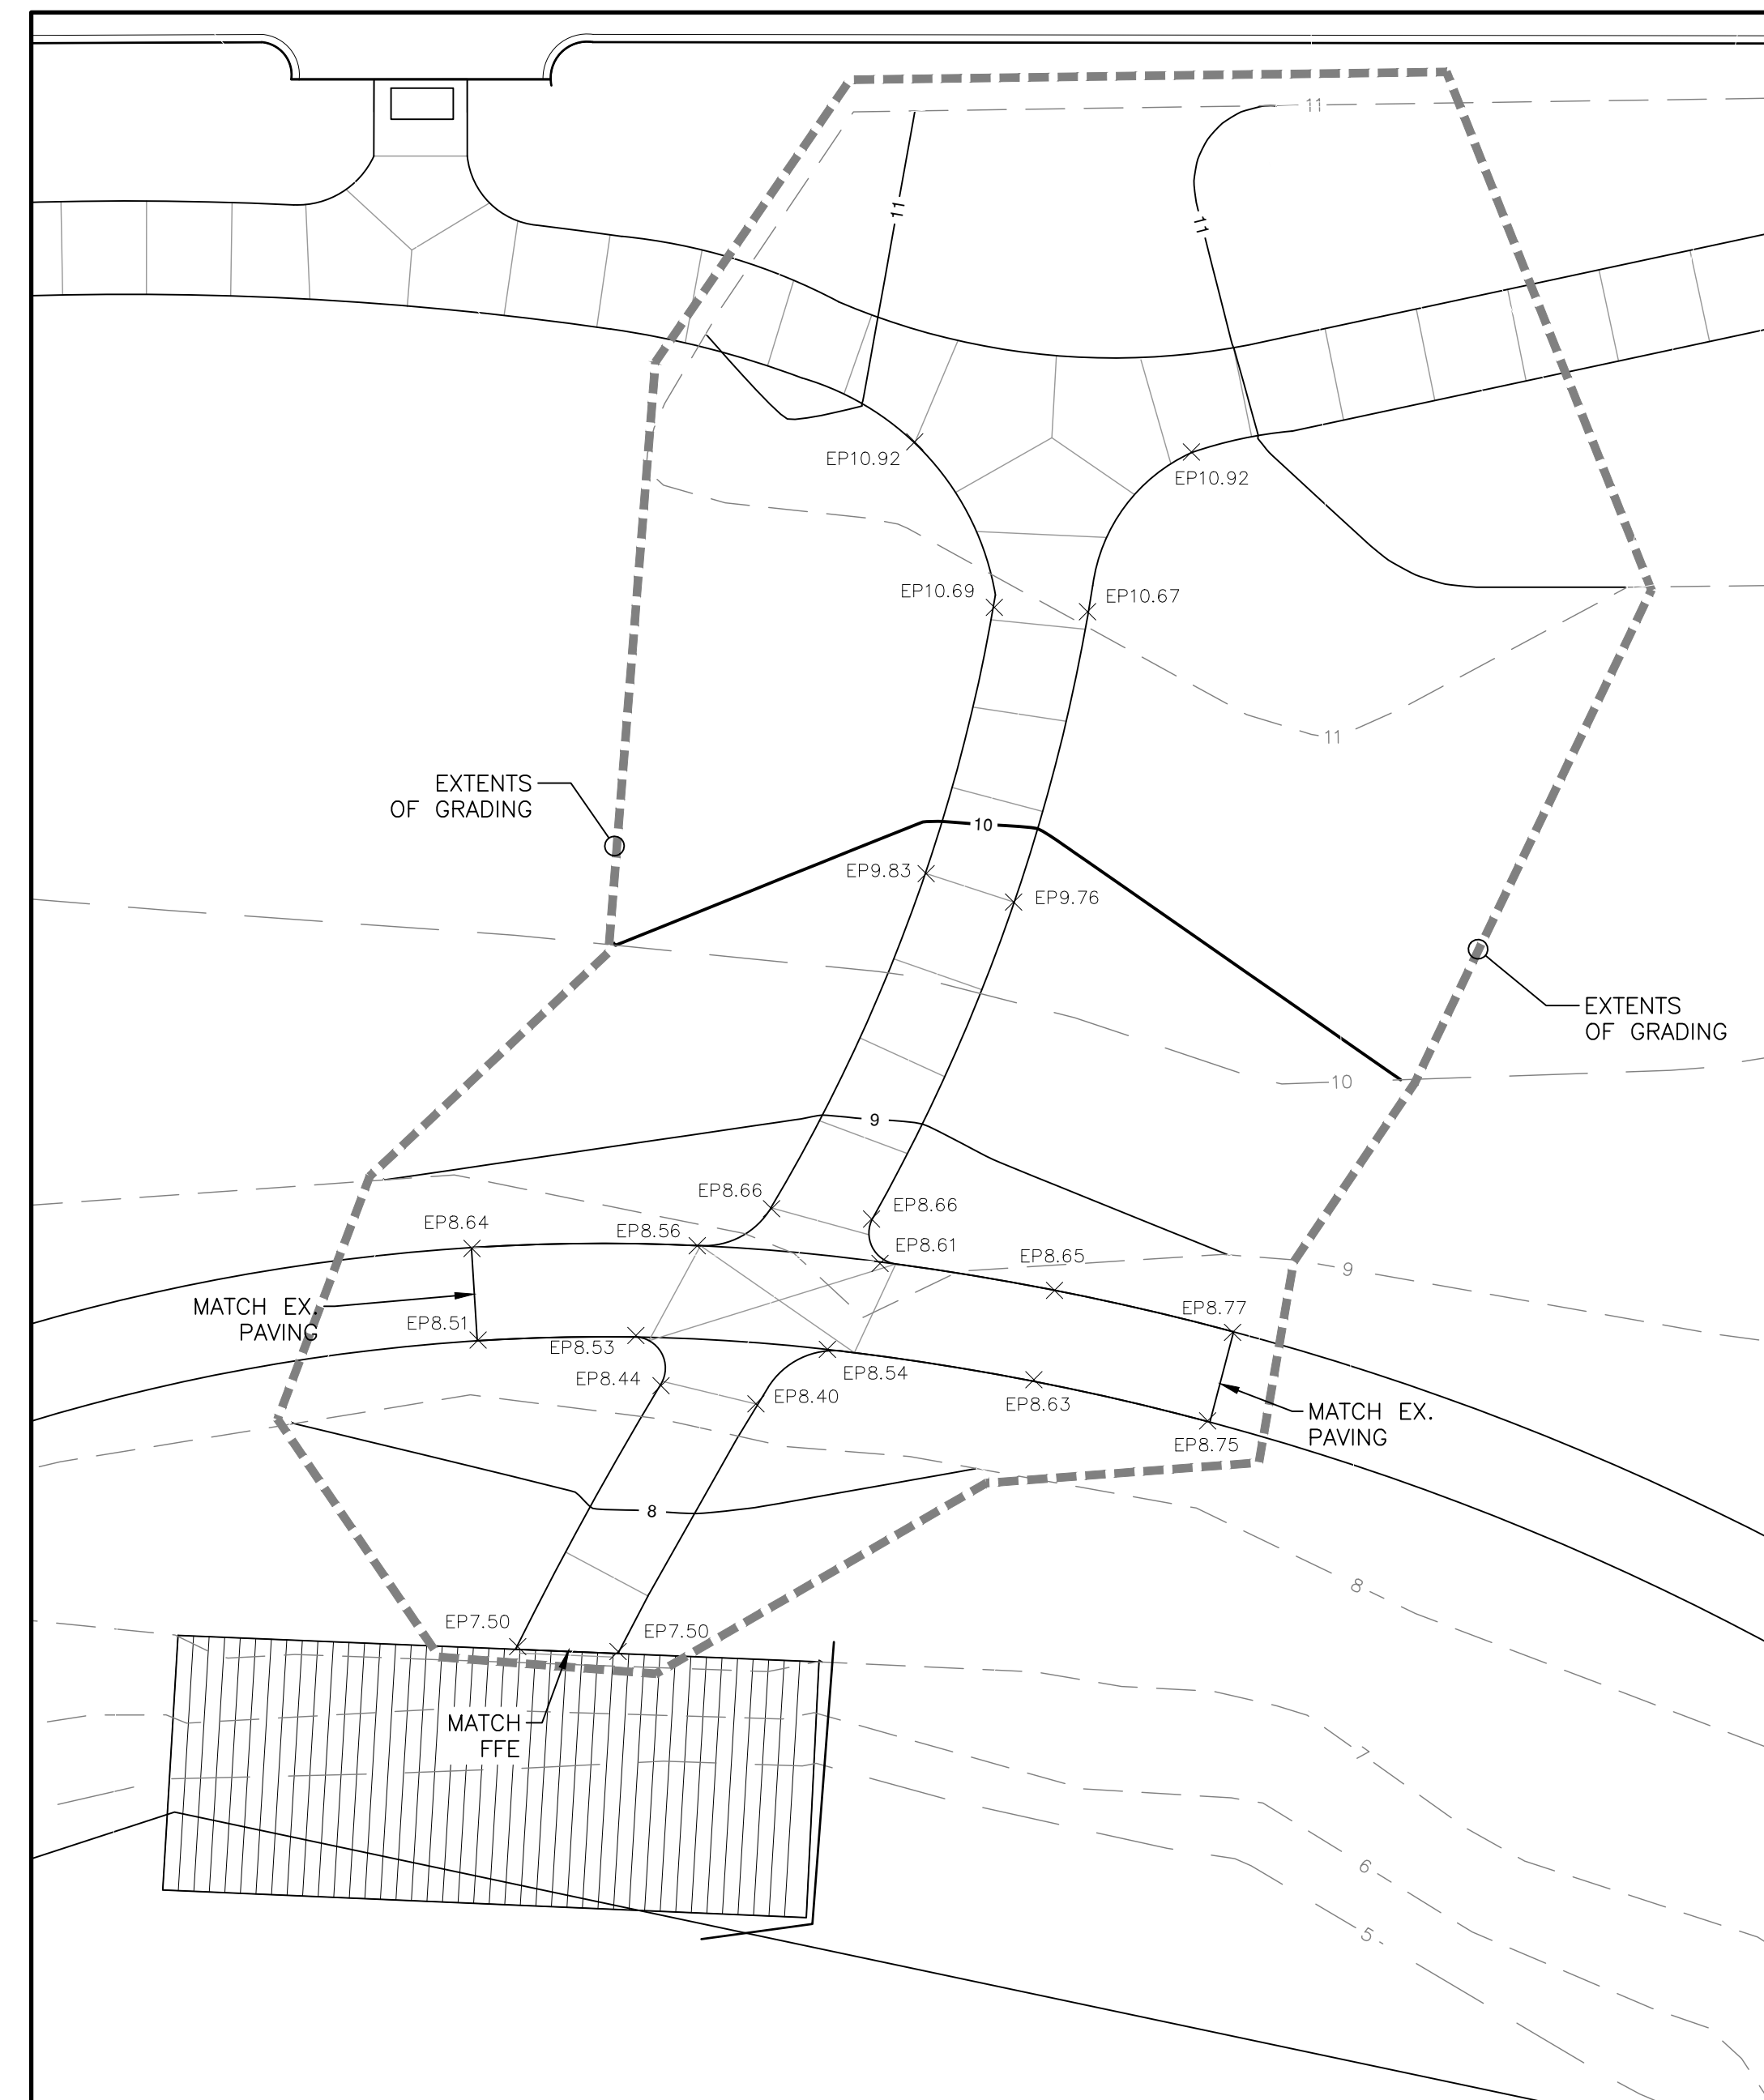 11
11
11
EP10.92
EP10.92
EP10.69
EP10.67
11
EXTENTS
OF GRADING
10
EP9.83
EP9.76
EXTENTS
OF GRADING
10
9
EP8.66
EP8.66
EP8.64
EP8.56
EP8.61
EP8.65
9
MATCH EX.
PAVING
EP8.51
EP8.77
EP8.53
EP8.54
EP8.44
EP8.40
EP8.63
MATCH EX.
PAVING
EP8.75
8
8
EP7.50
EP7.50
MATCH
FFE
7
6
5